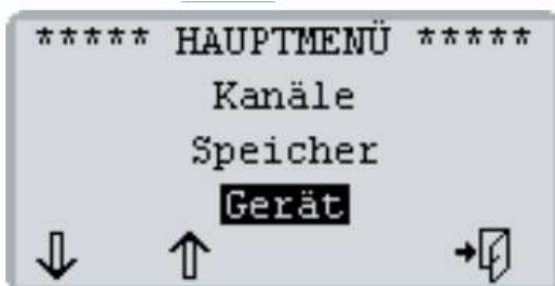 ***** HAUPTMENÜ *****
Kanäle
Speicher
Gerät